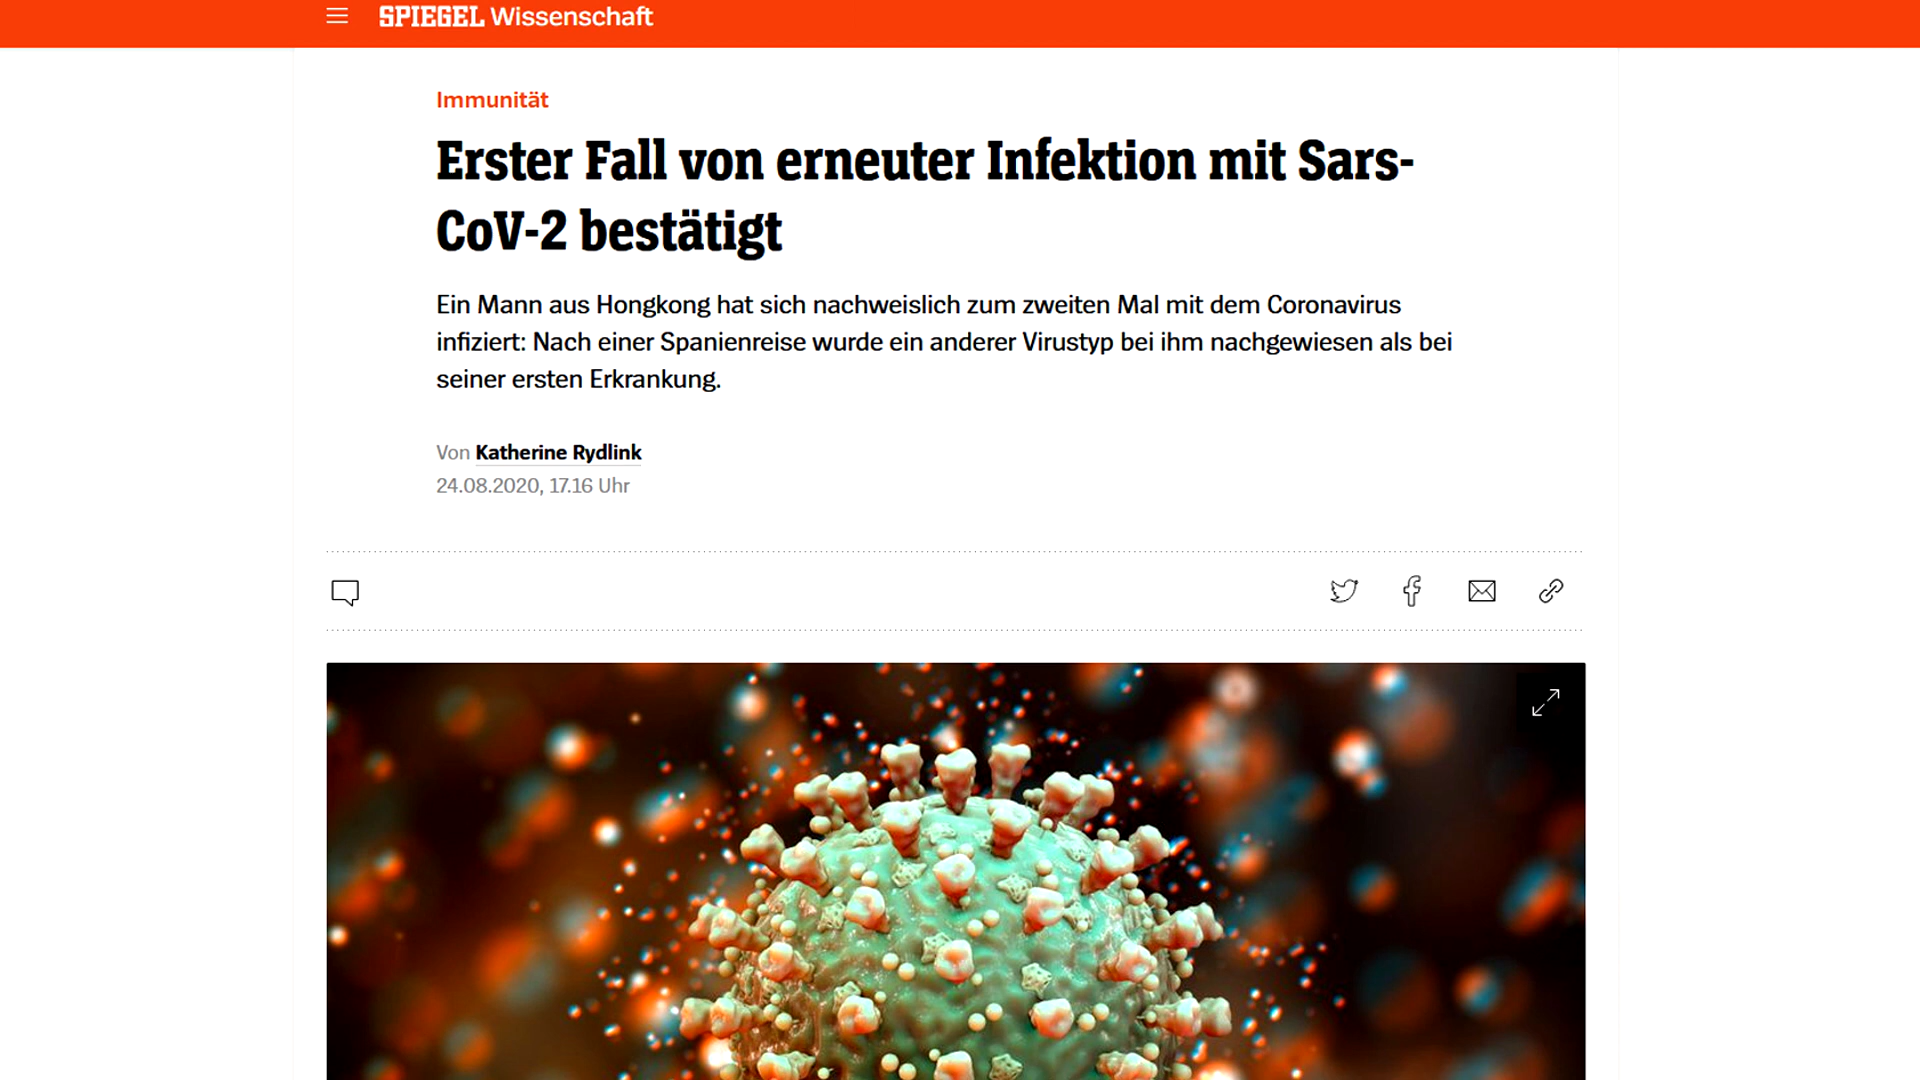 SPIEGEL Wissenschaft
Immunität
Erster Fall von erneuter Infektion mit Sars-
CoV-2 bestätigt
Ein Mann aus Hongkong hat sich nachweislich zum zweiten Mal mit dem Coronavirus
infiziert: Nach einer Spanienreise wurde ein anderer Virustyp bei ihm nachgewiesen als bei
seiner ersten Erkrankung.
Von Katherine Rydlink
24.08.2020, 17.16 Uhr